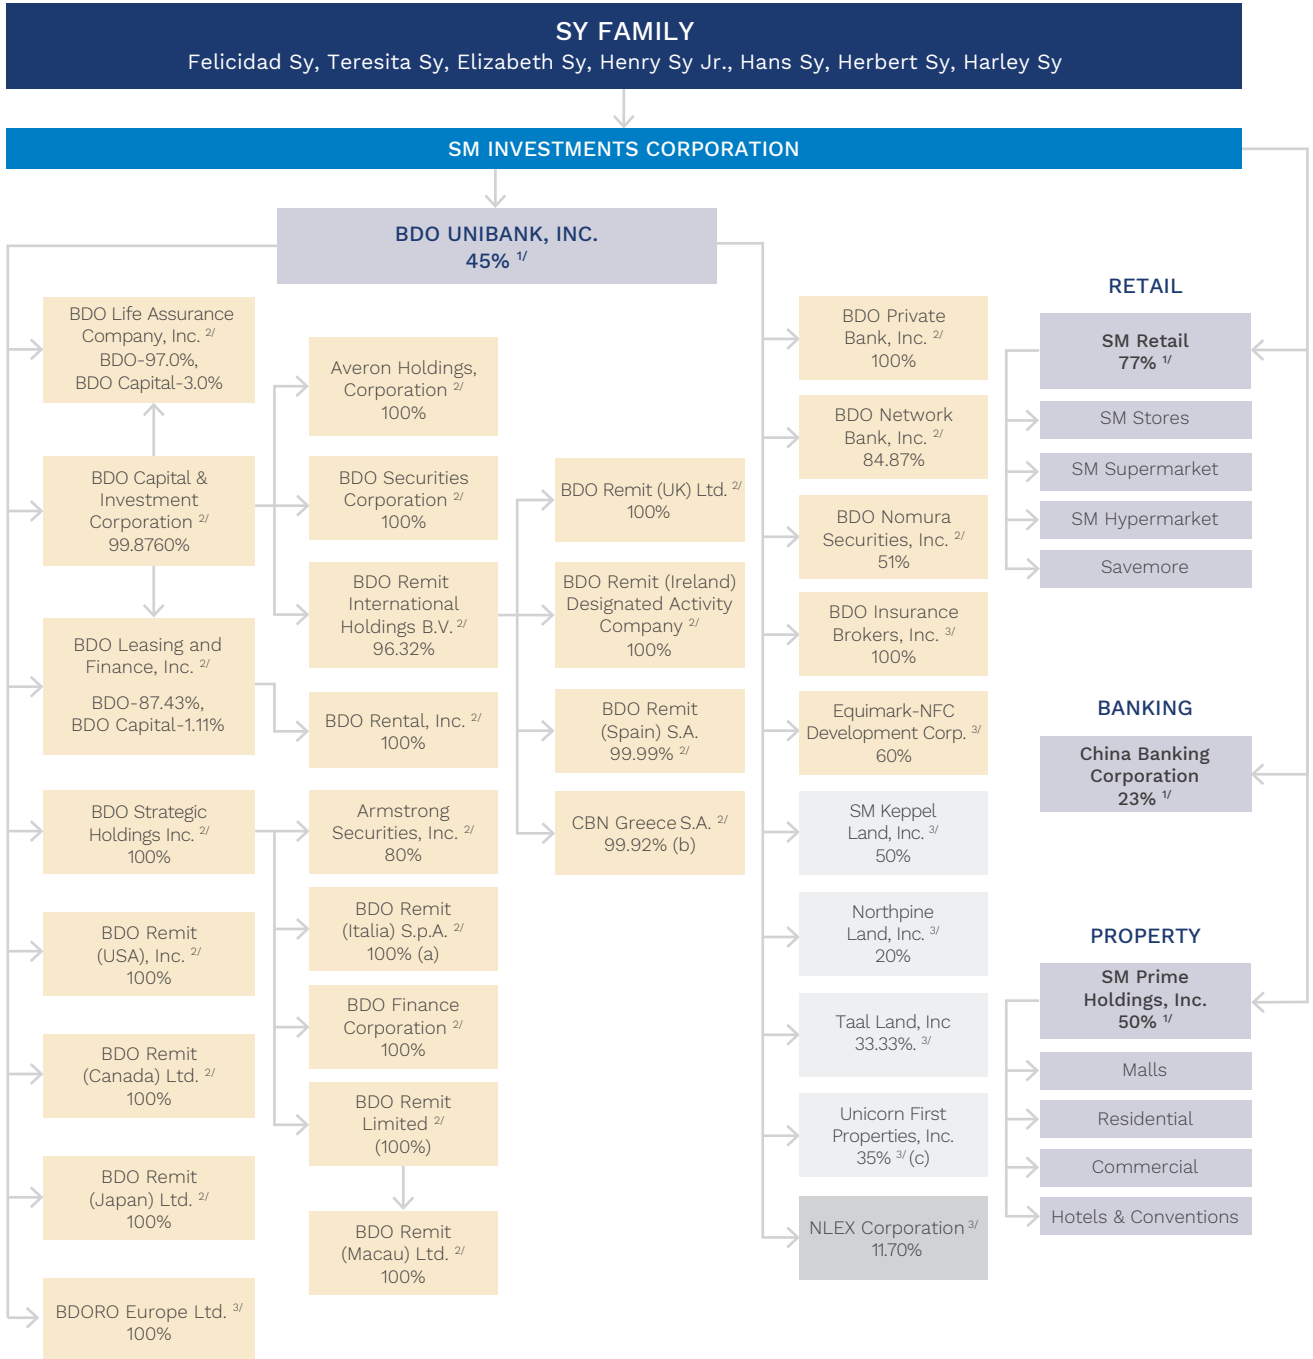 SY FAMILY
Felicidad Sy, Teresita Sy, Elizabeth Sy, Henry Sy Jr., Hans Sy, Herbert Sy, Harley Sy
SM INVESTMENTS CORPORATION
BDO UNIBANK, INC.
45% 1/
BDO Life Assurance
Company, Inc. 2/
BDO-97.0%,
BDO Capital-3.0%
BDO Capital &
Investment
Corporation 2/
99.8760%
BDO Leasing and
Finance, Inc. 2/
BDO-87.43%,
BDO Capital-1.11%
BDO Strategic
Holdings Inc. 2/
100%
BDO Remit
(USA), Inc. 2/
100%
BDO Remit
(Canada) Ltd. 2/
100%
BDO Remit
(Japan) Ltd. 2/
100%
BDORO Europe Ltd. 3/
100%
Averon Holdings,
Corporation 2/
100%
BDO Securities
Corporation 2/
100%
BDO Remit
International
Holdings B.V. 2/
96.32%
BDO Rental, Inc. 2/
100%
Armstrong
Securities, Inc. 2/
80%
BDO Remit
(Italia) S.p.A. 2/
100% (a)
BDO Finance
Corporation 2/
100%
BDO Remit
Limited 2/
(100%)
BDO Remit
(Macau) Ltd. 2/
100%
BDO Remit (UK) Ltd. 2/
100%
BDO Remit (Ireland)
Designated Activity
Company 2/
100%
BDO Remit
(Spain) S.A.
99.99% 2/
CBN Greece S.A. 2/
99.92% (b)
BDO Private
Bank, Inc. 2/
100%
BDO Network
Bank, Inc. 2/
84.87%
BDO Nomura
Securities, Inc. 2/
51%
BDO Insurance
Brokers, Inc. 3/
100%
Equimark-NFC
Development Corp. 3/
60%
SM Keppel
Land, Inc. 3/
50%
Northpine
Land, Inc. 3/
20%
Taal Land, Inc
33.33%. 3/
Unicorn First
Properties, Inc.
35% 3/ (c)
NLEX Corporation 3/
11.70%
RETAIL
SM Retail
77% 1/
SM Stores
SM Supermarket
SM Hypermarket
Savemore
BANKING
China Banking
Corporation
23% 1/
PROPERTY
SM Prime
Holdings, Inc.
50% 1/
Malls
Residential
Commercial
Hotels & Conventions